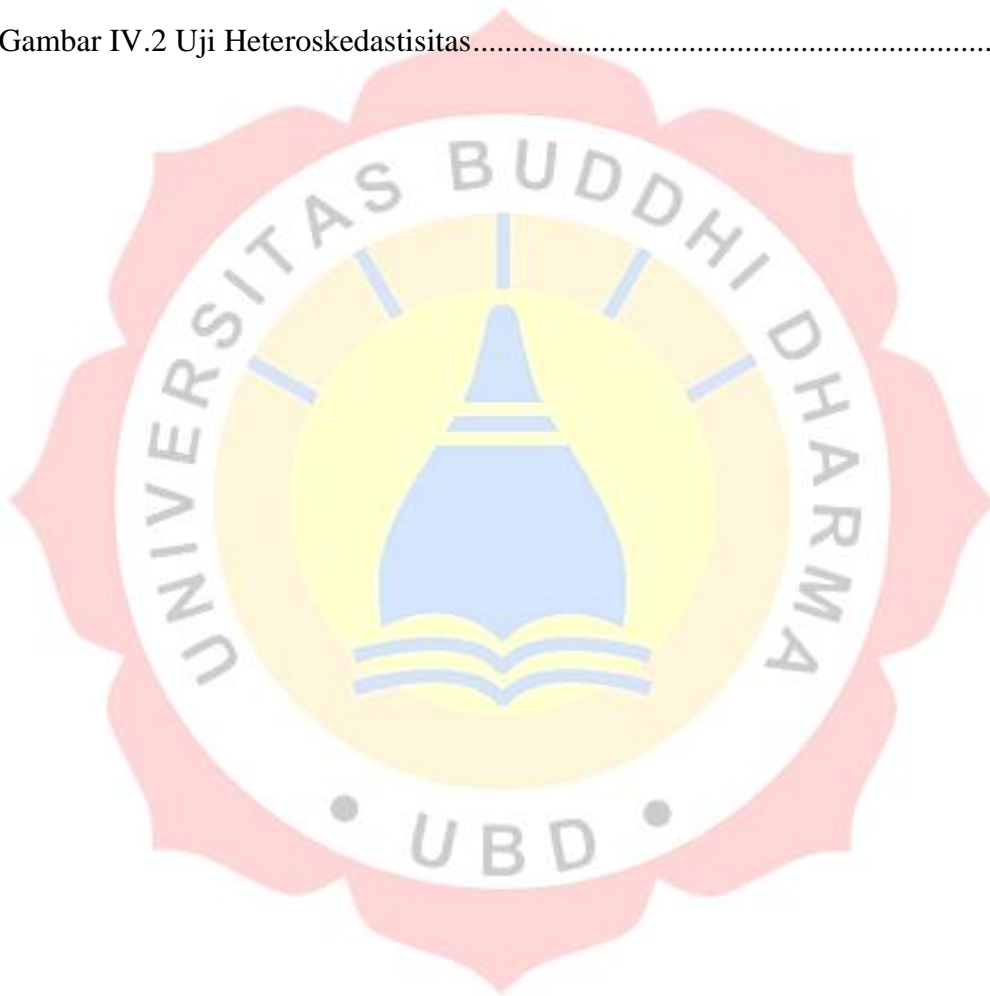 Gambar IV.2 Uji Heteroskedastisitas....................................................................
UNIVERSITAS BUDDHI DHARMA
• UBD •